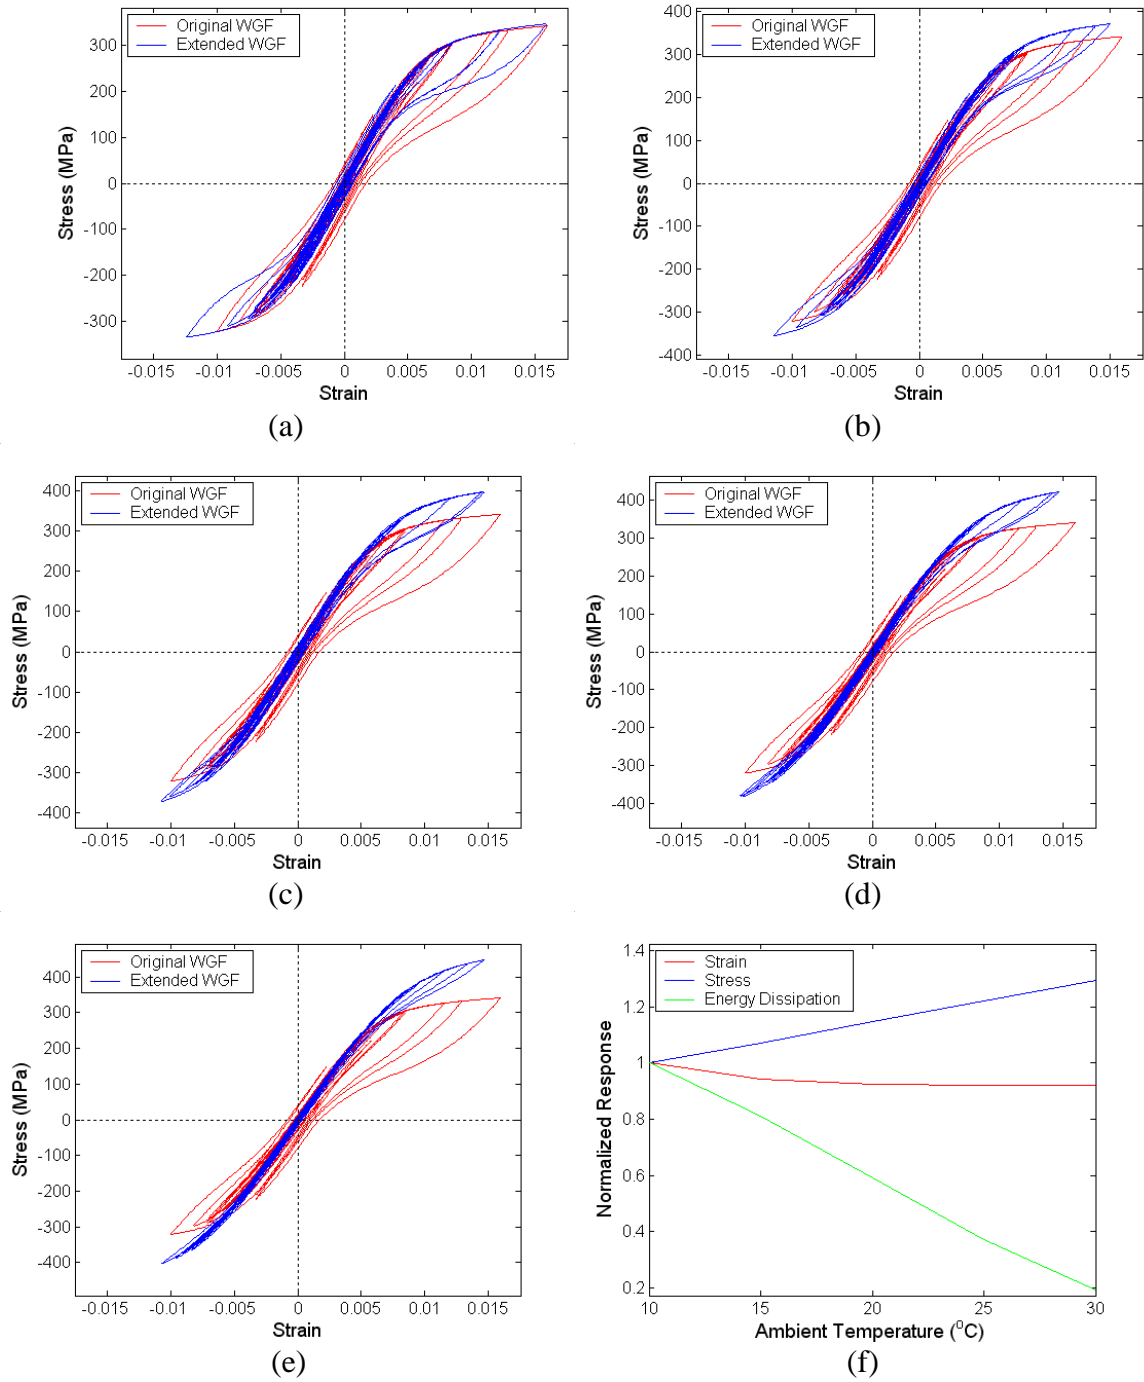 Original WGF
Extended WGF
300
200
100
0
-100
-200
-300
Stress (MPa)
-0.015 -0.01 -0.005 0 0.005 0.01 0.015
Strain
(a)
Original WGF
Extended WGF
400
300
200
100
0
-100
-200
-300
-400
Stress (MPa)
-0.015 -0.01 -0.005 0 0.005 0.01 0.015
Strain
(b)
Original WGF
Extended WGF
400
300
200
100
0
-100
-200
-300
-400
Stress (MPa)
-0.015 -0.01 -0.005 0 0.005 0.01 0.015
Strain
(c)
Original WGF
Extended WGF
400
300
200
100
0
-100
-200
-300
-400
Stress (MPa)
-0.015 -0.01 -0.005 0 0.005 0.01 0.015
Strain
(d)
Original WGF
Extended WGF
400
300
200
100
0
-100
-200
-300
-400
Stress (MPa)
-0.015 -0.01 -0.005 0 0.005 0.01 0.015
Strain
(e)
Strain
Stress
Energy Dissipation
1.4
1.2
1
0.8
0.6
0.4
0.2
Normalized Response
10 15 20 25 30
Ambient Temperature (⁰C)
(f)